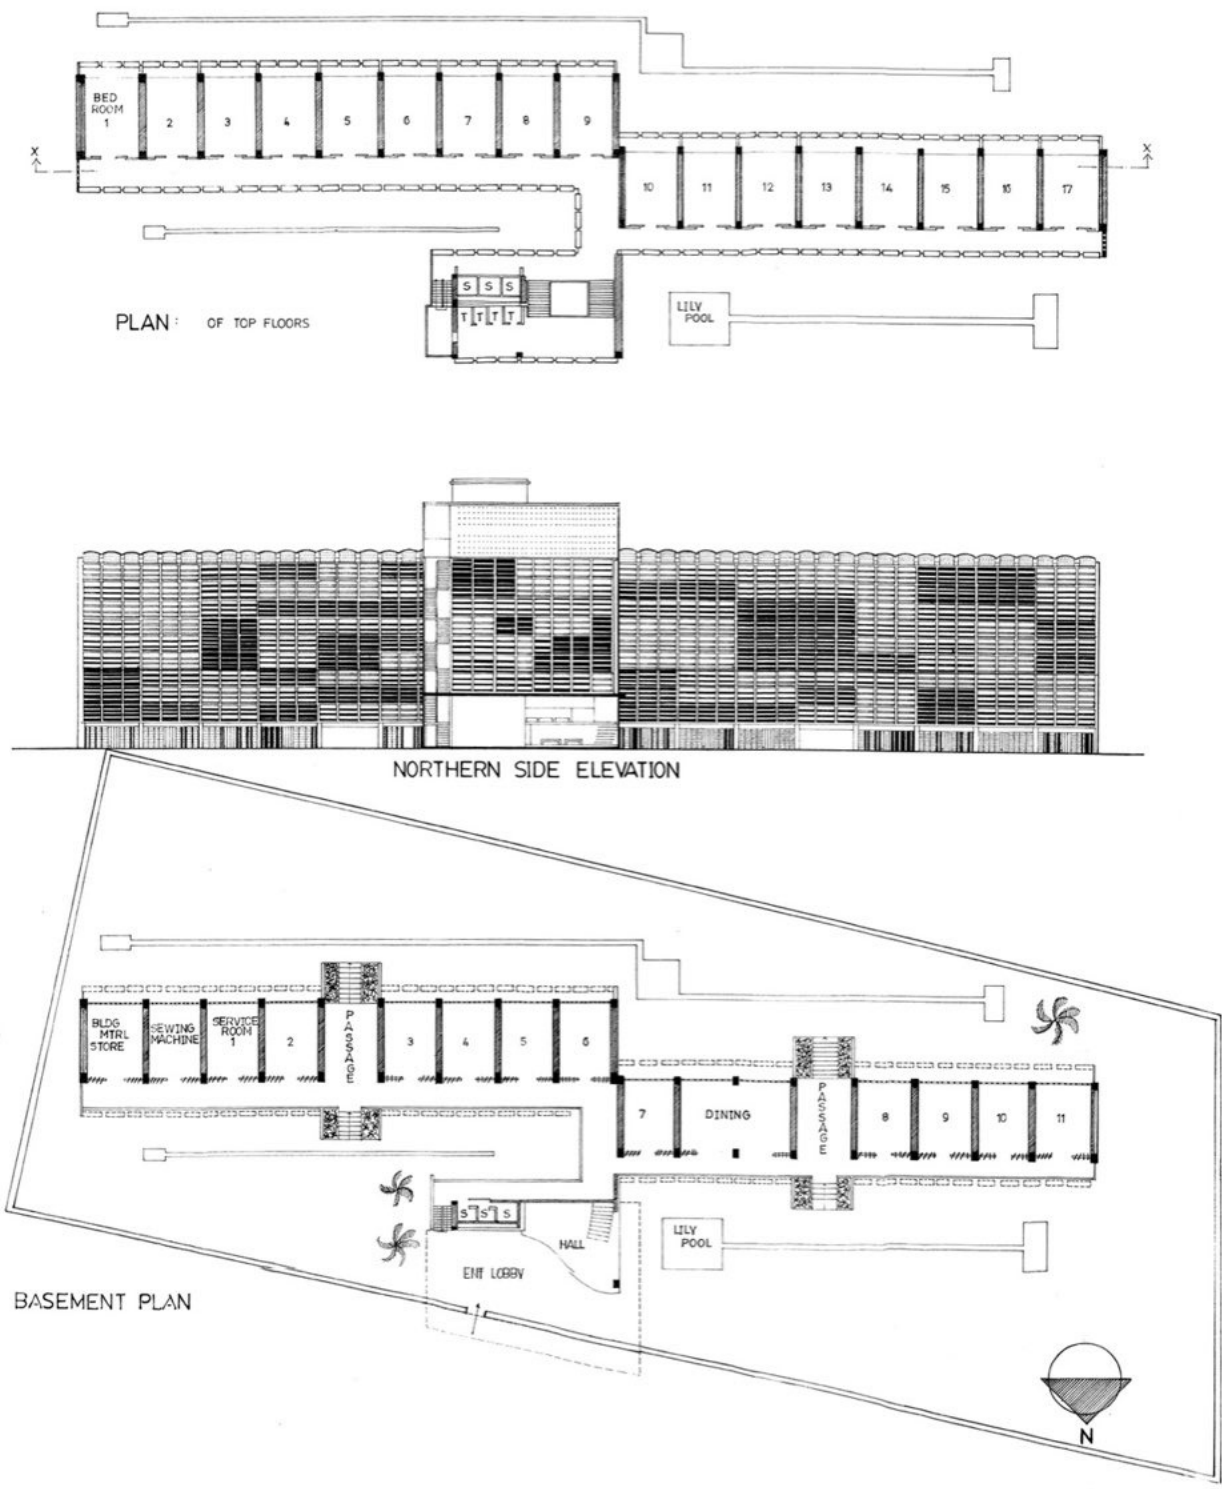 BED
ROOM
1 2 3 4 5 6 7 8 9
X X
10 11 12 13 14 15 16 17
S S S
T T T T
LILY
POOL
PLAN: OF TOP FLOORS
NORTHERN SIDE ELEVATION
BLDG
MTRL
STORE
SEWING
MACHINE
SERVICE
ROOM
1
2
PASSAGE
3 4 5 6
7
DINING
PASSAGE
8 9 10 11
S S S
HALL
ENT LOBBY
LILY
POOL
BASEMENT PLAN
N